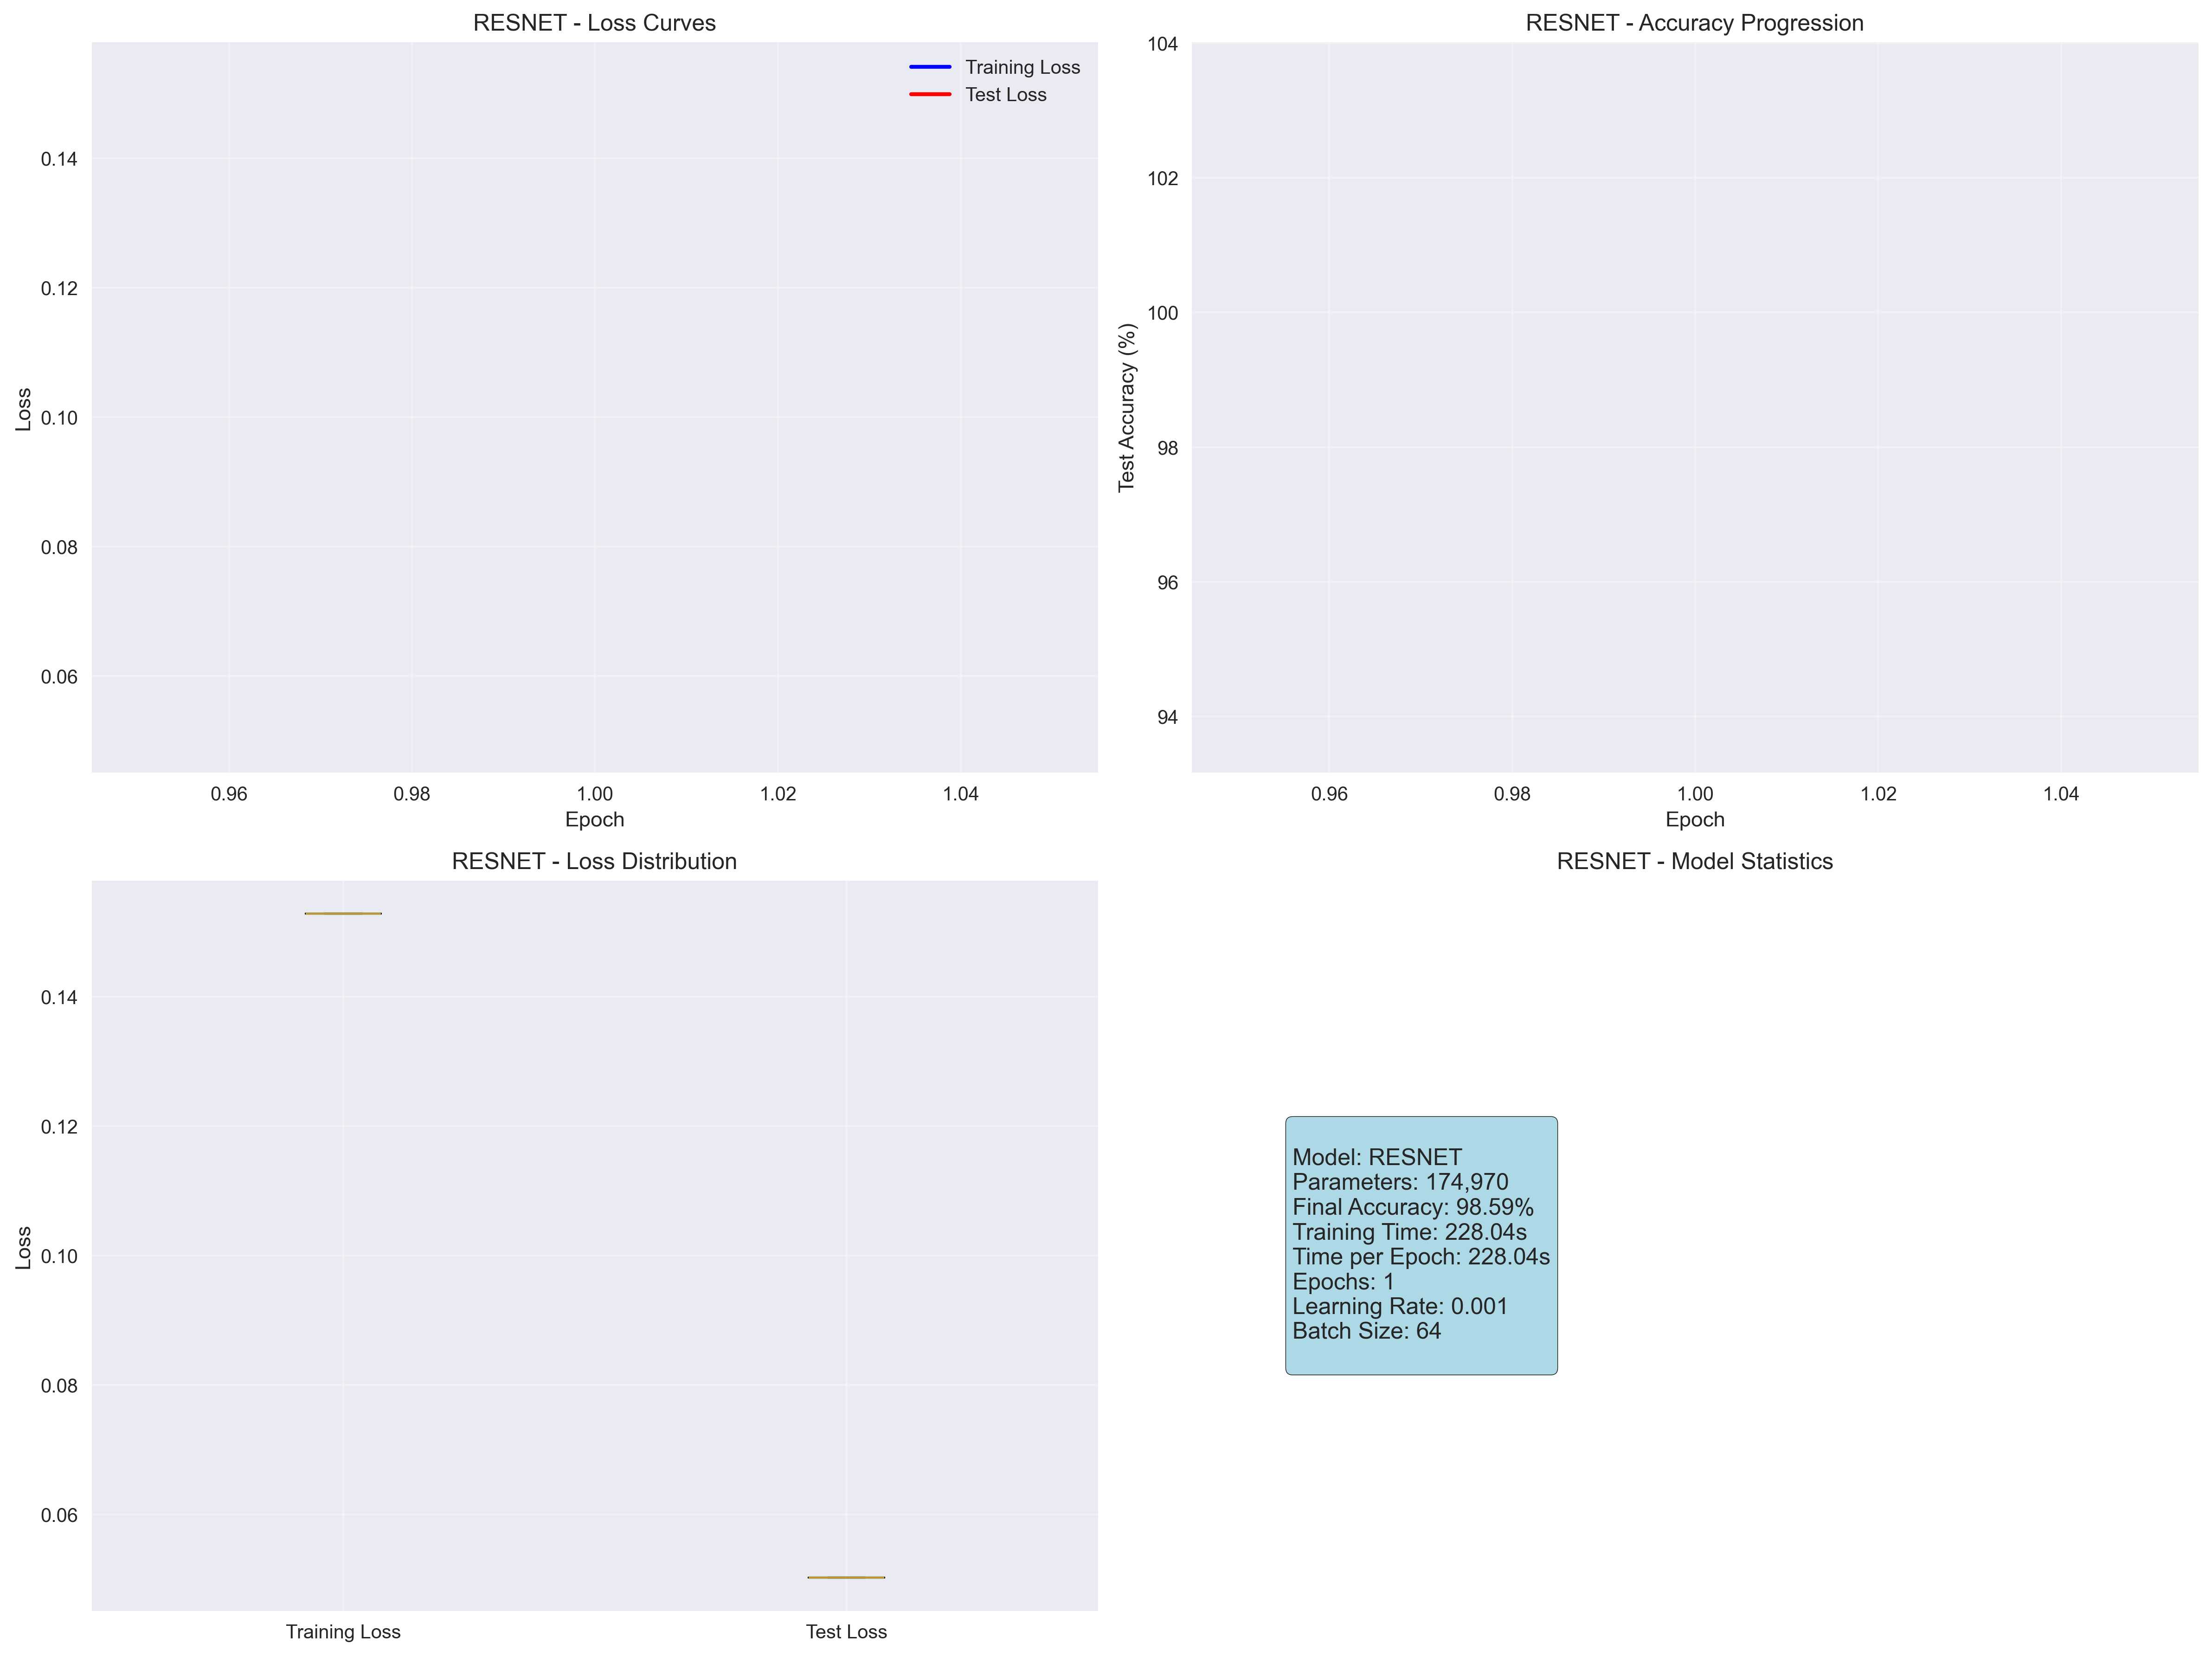 RESNET - Loss Curves
Training Loss
Test Loss
0.14
0.12
0.10
0.08
0.06
Loss
0.96
0.98
1.00
1.02
1.04
Epoch
RESNET - Accuracy Progression
104
102
100
98
96
94
Test Accuracy (%)
0.96
0.98
1.00
1.02
1.04
Epoch
RESNET - Loss Distribution
0.14
0.12
0.10
0.08
0.06
Loss
Training Loss
Test Loss
RESNET - Model Statistics
Model: RESNET
Parameters: 174,970
Final Accuracy: 98.59%
Training Time: 228.04s
Time per Epoch: 228.04s
Epochs: 1
Learning Rate: 0.001
Batch Size: 64